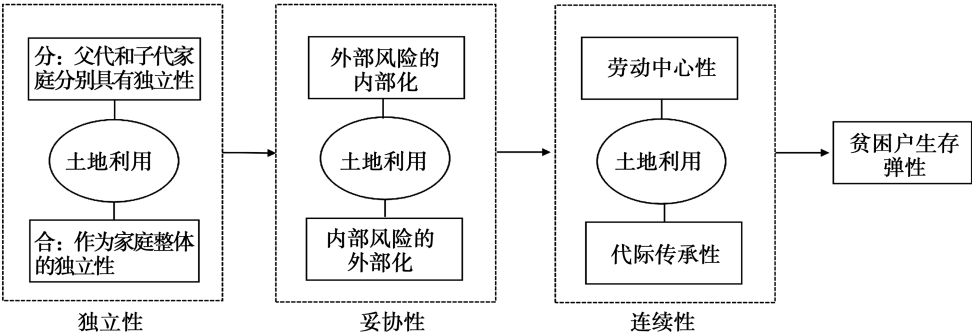 分：父代和子代家
庭分别具有独立性
土地利用
合：作为家庭整体
的独立性
独立性
外部风险的
内部化
土地利用
内部风险的
外部化
妥协性
劳动中心性
土地利用
代际传承性
连续性
贫困户生存
弹性